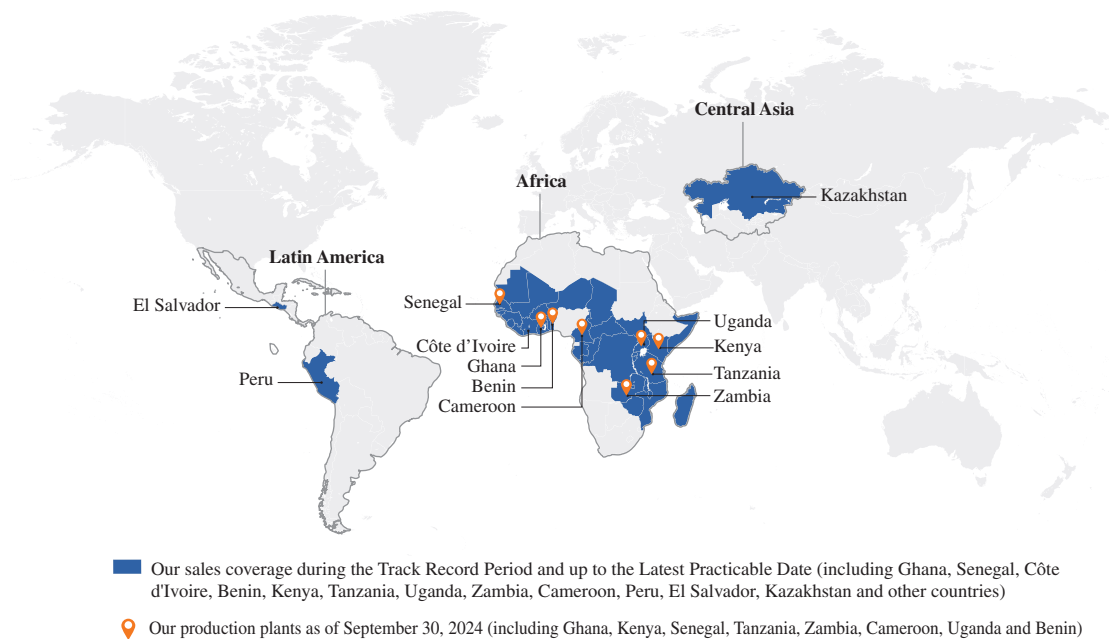 Central Asia
Kazakhstan
Africa
Latin America
El Salvador
Peru
Senegal
Côte d’Ivoire
Ghana
Benin
Cameroon
Uganda
Kenya
Tanzania
Zambia
Our sales coverage during the Track Record Period and up to the Latest Practicable Date (including Ghana, Senegal, Côte
d'Ivoire, Benin, Kenya, Tanzania, Uganda, Zambia, Cameroon, Peru, El Salvador, Kazakhstan and other countries)
Our production plants as of September 30, 2024 (including Ghana, Kenya, Senegal, Tanzania, Zambia, Cameroon, Uganda and Benin)